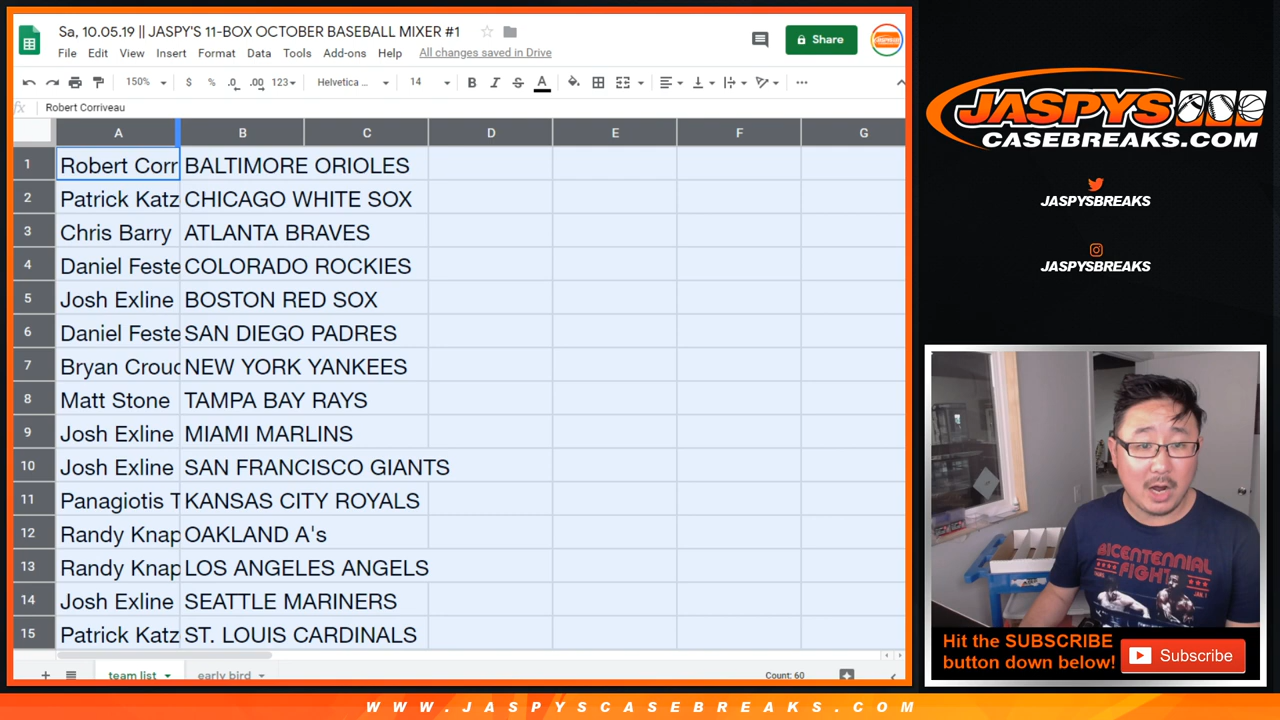 Sa, 10.05.19 || JASPY'S 11-BOX OCTOBER BASEBALL MIXER #1
File Edit View Insert Format Data Tools Add-ons Help All changes saved in Drive
Share
150% $ % .0 .00 123 Helvetica ... 14 B I S A
fx Robert Corriveau
A B C D E F G
1 Robert Corr BALTIMORE ORIOLES
2 Patrick Katz CHICAGO WHITE SOX
3 Chris Barry ATLANTA BRAVES
4 Daniel Feste COLORADO ROCKIES
5 Josh Exline BOSTON RED SOX
6 Daniel Feste SAN DIEGO PADRES
7 Bryan Crouc NEW YORK YANKEES
8 Matt Stone TAMPA BAY RAYS
9 Josh Exline MIAMI MARLINS
10 Josh Exline SAN FRANCISCO GIANTS
11 Panagiotis T KANSAS CITY ROYALS
12 Randy Knap OAKLAND A's
13 Randy Knap LOS ANGELES ANGELS
14 Josh Exline SEATTLE MARINERS
15 Patrick Katz ST. LOUIS CARDINALS
team list early bird Count: 60
JASPYS
CASEBREAKS.COM
JASPYSBREAKS
JASPYSBREAKS
BICENTENNIAL
FIGHT
Hit the SUBSCRIBE
button down below!
Subscribe
WWW.JASPYSCASEBREAKS.COM